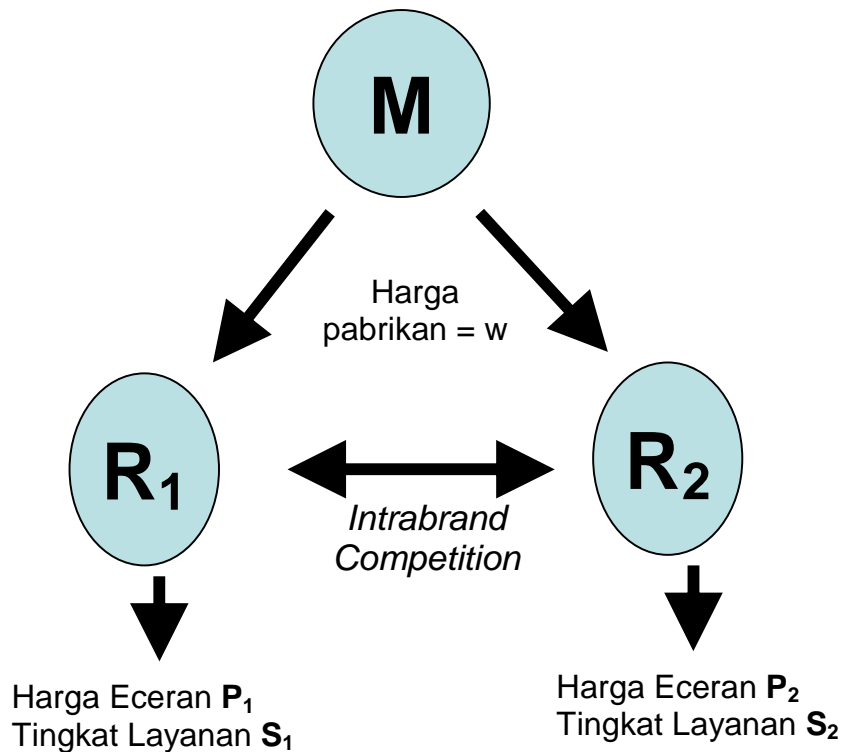 M
Harga
pabrikan = w
R₁
R₂
Intrabrand
Competition
Harga Eceran P₁
Tingkat Layanan S₁
Harga Eceran P₂
Tingkat Layanan S₂